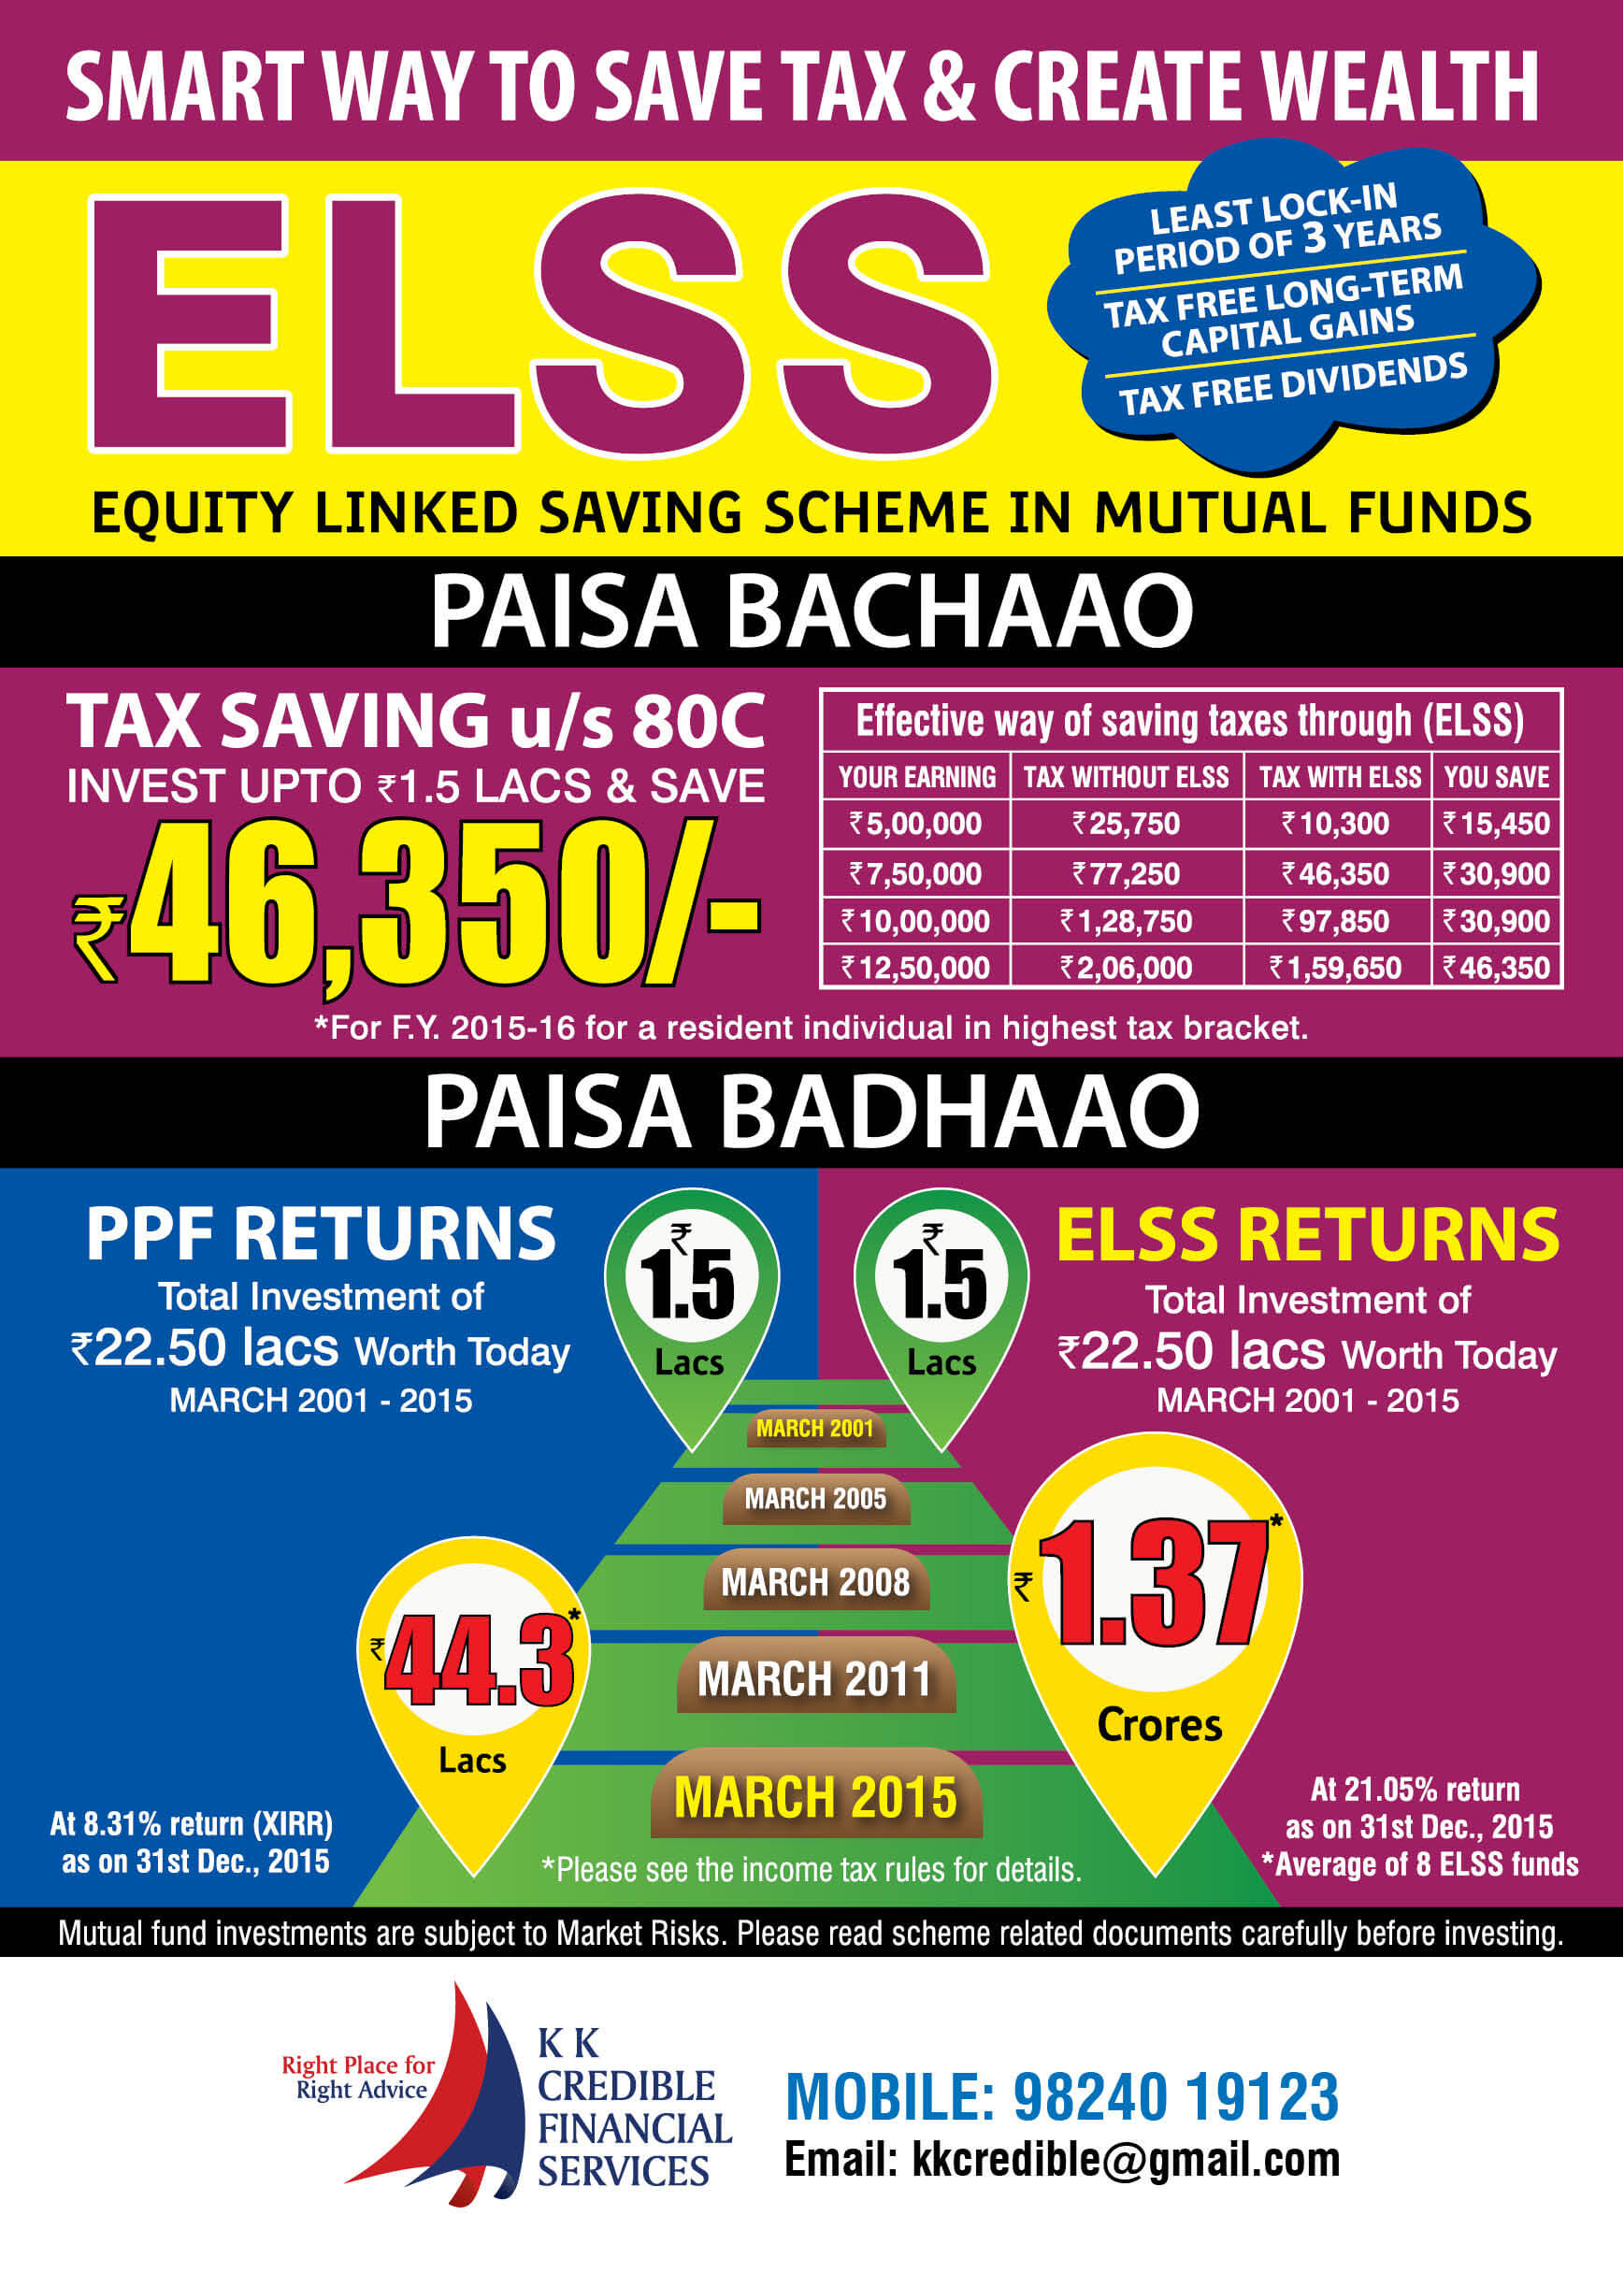 SMART WAY TO SAVE TAX & CREATE WEALTH
ELSS
LEAST LOCK-IN
PERIOD OF 3 YEARS
TAX FREE LONG-TERM
CAPITAL GAINS
TAX FREE DIVIDENDS
EQUITY LINKED SAVING SCHEME IN MUTUAL FUNDS
PAISA BACHAAO
TAX SAVING u/s 80C
INVEST UPTO ₹1.5 LACS & SAVE
₹46,350/-
Effective way of saving taxes through (ELSS)
YOUR EARNING TAX WITHOUT ELSS TAX WITH ELSS YOU SAVE
₹5,00,000 ₹25,750 ₹10,300 ₹15,450
₹7,50,000 ₹77,250 ₹46,350 ₹30,900
₹10,00,000 ₹1,28,750 ₹97,850 ₹30,900
₹12,50,000 ₹2,06,000 ₹1,59,650 ₹46,350
*For F.Y. 2015-16 for a resident individual in highest tax bracket.
PAISA BADHAAO
PPF RETURNS
Total Investment of
₹22.50 lacs Worth Today
MARCH 2001 - 2015
₹
1.5
Lacs
₹
1.5
Lacs
ELSS RETURNS
Total Investment of
₹22.50 lacs Worth Today
MARCH 2001 - 2015
MARCH 2001
MARCH 2005
MARCH 2008
MARCH 2011
MARCH 2015
₹44.3*
Lacs
₹1.37*
Crores
At 8.31% return (XIRR)
as on 31st Dec., 2015
*Please see the income tax rules for details.
At 21.05% return
as on 31st Dec., 2015
*Average of 8 ELSS funds
Mutual fund investments are subject to Market Risks. Please read scheme related documents carefully before investing.
Right Place for
Right Advice
K K
CREDIBLE
FINANCIAL
SERVICES
MOBILE: 98240 19123
Email: kkcredible@gmail.com